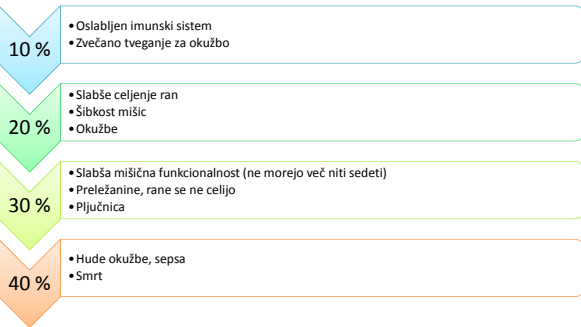 10 %
• Oslabljen imunski sistem
• Zvečano tveganje za okužbo
20 %
• Slabše celjenje ran
• Šibkost mišic
• Okužbe
30 %
• Slabša mišična funkcionalnost (ne morejo več niti sedeti)
• Preležanine, rane se ne celijo
• Pljučnica
40 %
• Hude okužbe, sepsa
• Smrt